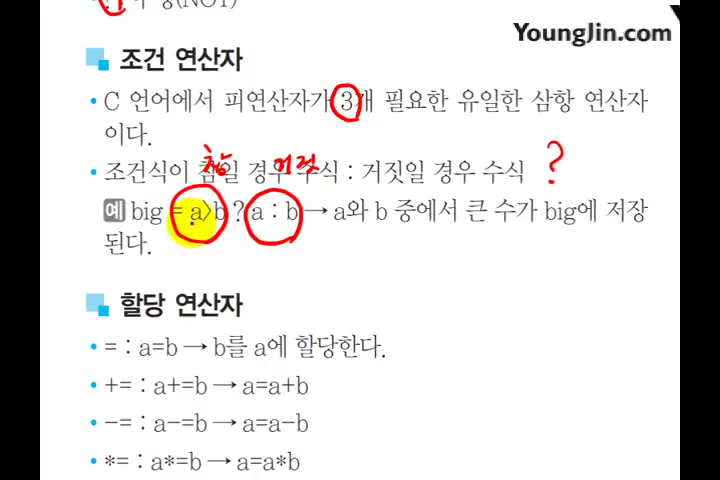 YoungJin.com
조건 연산자
• C 언어에서 피연산자가 3개 필요한 유일한 삼항 연산자
이다.
참 거짓
• 조건식이 참일 경우 수식 : 거짓일 경우 수식 ?
예 big = a>b ? a : b → a와 b 중에서 큰 수가 big에 저장
된다.
할당 연산자
• = : a=b → b를 a에 할당한다.
• += : a+=b → a=a+b
• -= : a-=b → a=a-b
• *= : a*=b → a=a*b